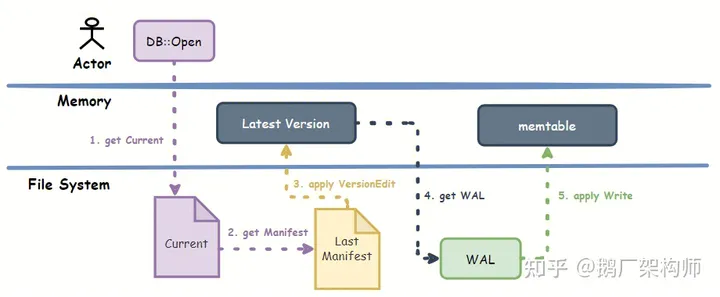 DB::Open
Actor
Memory
Latest Version
memtable
1. get Current
3. apply VersionEdit
4. get WAL
5. apply Write
File System
Current
2. get Manifest
Last
Manifest
WAL
知乎 @鹅厂架构师